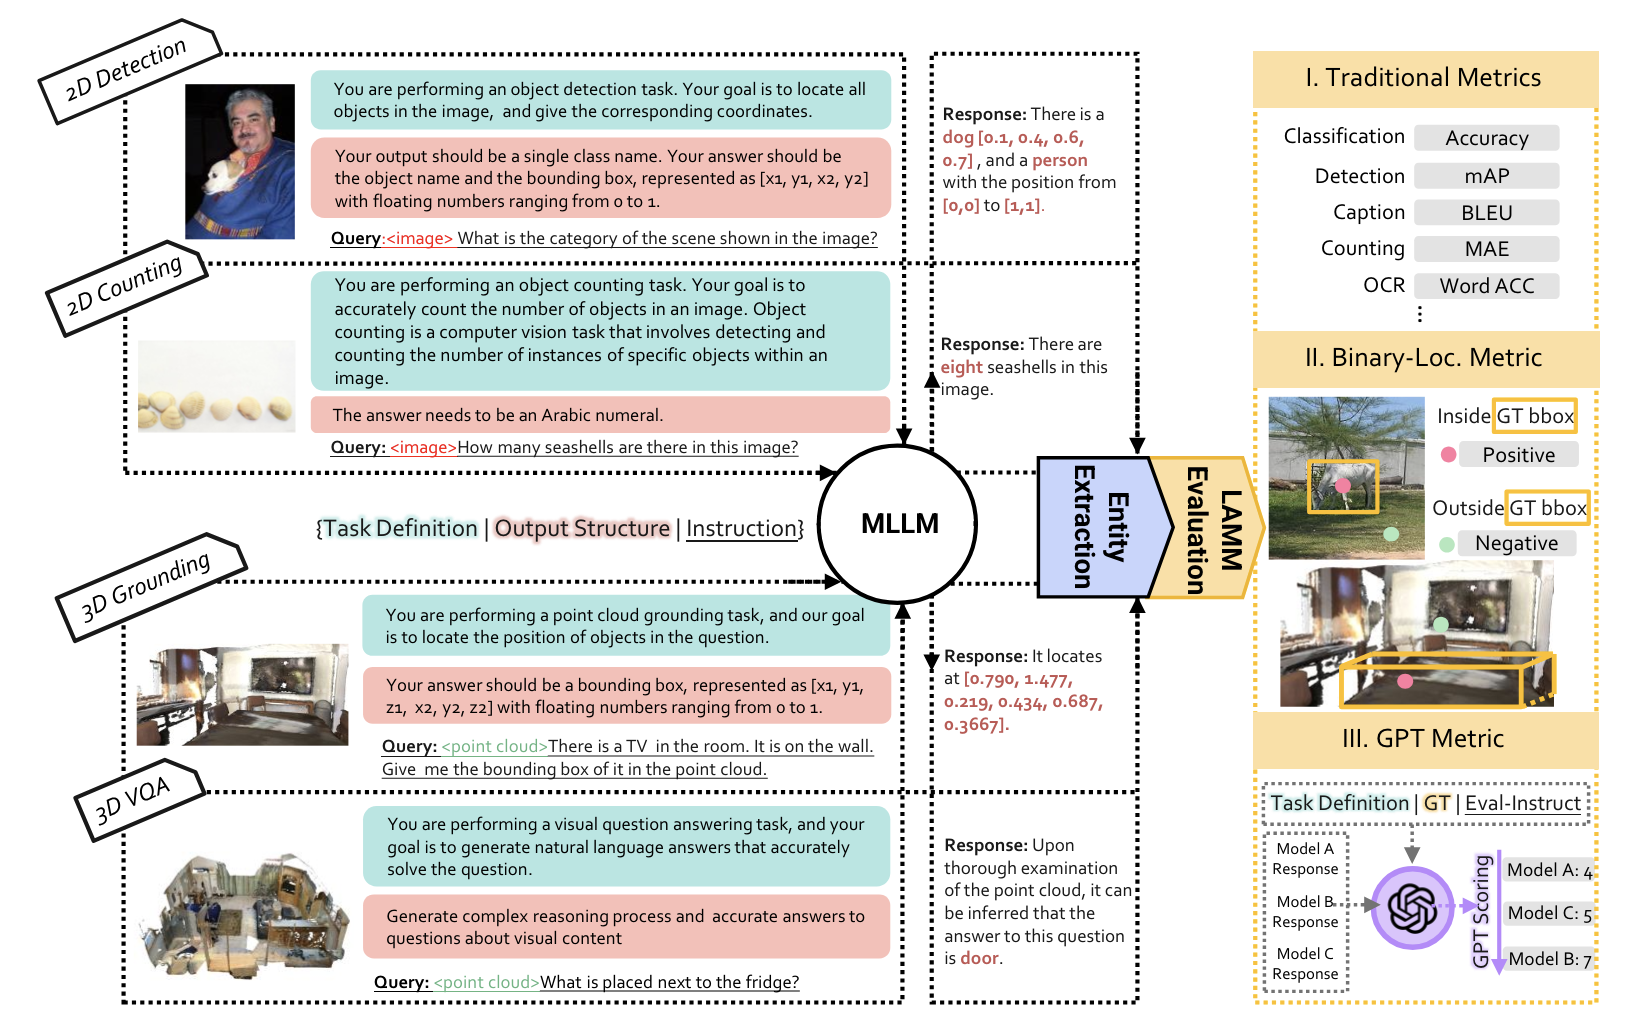 2D Detection
You are performing an object detection task. Your goal is to locate all
objects in the image, and give the corresponding coordinates.
Your output should be a single class name. Your answer should be
the object name and the bounding box, represented as [x1, y1, x2, y2]
with floating numbers ranging from 0 to 1.
Query:<image> What is the category of the scene shown in the image?
Response: There is a
dog [0.1, 0.4, 0.6,
0.7] , and a person
with the position from
[0,0] to [1,1].
2D Counting
You are performing an object counting task. Your goal is to
accurately count the number of objects in an image. Object
counting is a computer vision task that involves detecting and
counting the number of instances of specific objects within an
image.
The answer needs to be an Arabic numeral.
Query: <image>How many seashells are there in this image?
Response: There are
eight seashells in this
image.
{Task Definition | Output Structure | Instruction}
MLLM
Entity
Extraction
LAMM
Evaluation
3D Grounding
You are performing a point cloud grounding task, and our goal
is to locate the position of objects in the question.
Your answer should be a bounding box, represented as [x1, y1,
z1, x2, y2, z2] with floating numbers ranging from 0 to 1.
Query: <point cloud>There is a TV in the room. It is on the wall.
Give me the bounding box of it in the point cloud.
Response: It locates
at [0.790, 1.477,
0.219, 0.434, 0.687,
0.3667].
3D VQA
You are performing a visual question answering task, and your
goal is to generate natural language answers that accurately
solve the question.
Generate complex reasoning process and accurate answers to
questions about visual content
Query: <point cloud>What is placed next to the fridge?
Response: Upon
thorough examination
of the point cloud, it can
be inferred that the
answer to this question
is door.
I. Traditional Metrics
Classification Accuracy
Detection mAP
Caption BLEU
Counting MAE
OCR Word ACC
II. Binary-Loc. Metric
Inside GT bbox
Positive
Outside GT bbox
Negative
III. GPT Metric
Task Definition | GT | Eval-Instruct
Model A
Response
Model B
Response
Model C
Response
GPT Scoring
Model A: 4
Model C: 5
Model B: 7